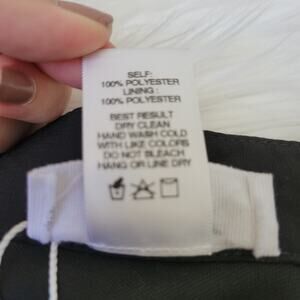 SELF:
100% POLYESTER
LINING :
100% POLYESTER
BEST RESULT
DRY CLEAN
HAND WASH COLD
WITH LIKE COLORS
DO NOT BLEACH
HANG OR LINE DRY